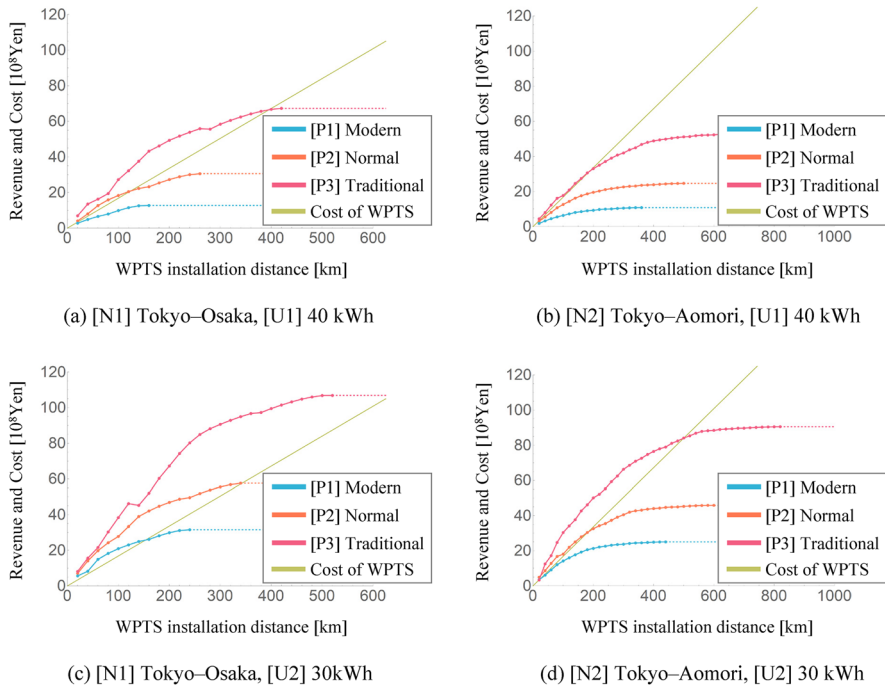 Revenue and Cost [10⁸Yen]
120
100
80
60
40
20
0
0 100 200 300 400 500 600
[P1] Modern
[P2] Normal
[P3] Traditional
Cost of WPTS
WPTS installation distance [km]
(a) [N1] Tokyo–Osaka, [U1] 40 kWh
Revenue and Cost [10⁸Yen]
120
100
80
60
40
20
0
0 200 400 600 800 1000
[P1] Modern
[P2] Normal
[P3] Traditional
Cost of WPTS
WPTS installation distance [km]
(b) [N2] Tokyo–Aomori, [U1] 40 kWh
Revenue and Cost [10⁸Yen]
120
100
80
60
40
20
0
0 100 200 300 400 500 600
[P1] Modern
[P2] Normal
[P3] Traditional
Cost of WPTS
WPTS installation distance [km]
(c) [N1] Tokyo–Osaka, [U2] 30kWh
Revenue and Cost [10⁸Yen]
120
100
80
60
40
20
0
0 200 400 600 800 1000
[P1] Modern
[P2] Normal
[P3] Traditional
Cost of WPTS
WPTS installation distance [km]
(d) [N2] Tokyo–Aomori, [U2] 30 kWh